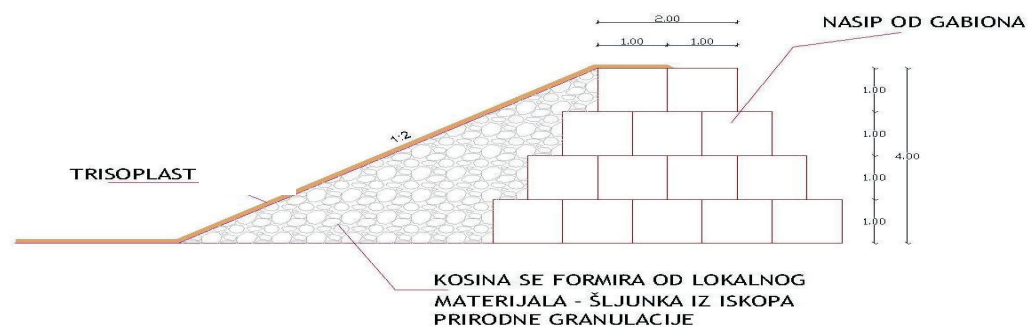 2.00
NASIP OD GABIONA
1.00 1.00
1.00
1:2
1.00
4.00
TRISOPLAST
1.00
1.00
KOSINA SE FORMIRA OD LOKALNOG
MATERIJALA - ŠLJUNKA IZ ISKOPA
PRIRODNE GRANULACIJE